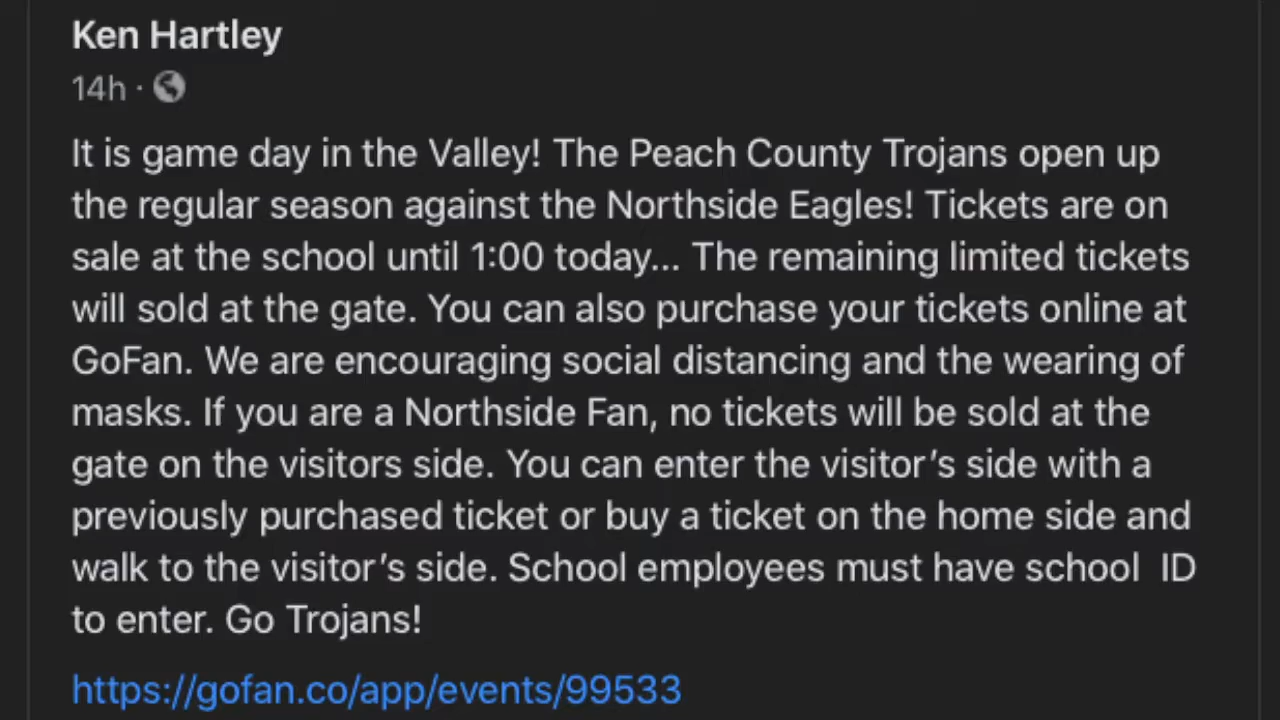 Ken Hartley
14h ·
It is game day in the Valley! The Peach County Trojans open up
the regular season against the Northside Eagles! Tickets are on
sale at the school until 1:00 today... The remaining limited tickets
will sold at the gate. You can also purchase your tickets online at
GoFan. We are encouraging social distancing and the wearing of
masks. If you are a Northside Fan, no tickets will be sold at the
gate on the visitors side. You can enter the visitor's side with a
previously purchased ticket or buy a ticket on the home side and
walk to the visitor's side. School employees must have school  ID
to enter. Go Trojans!
https://gofan.co/app/events/99533